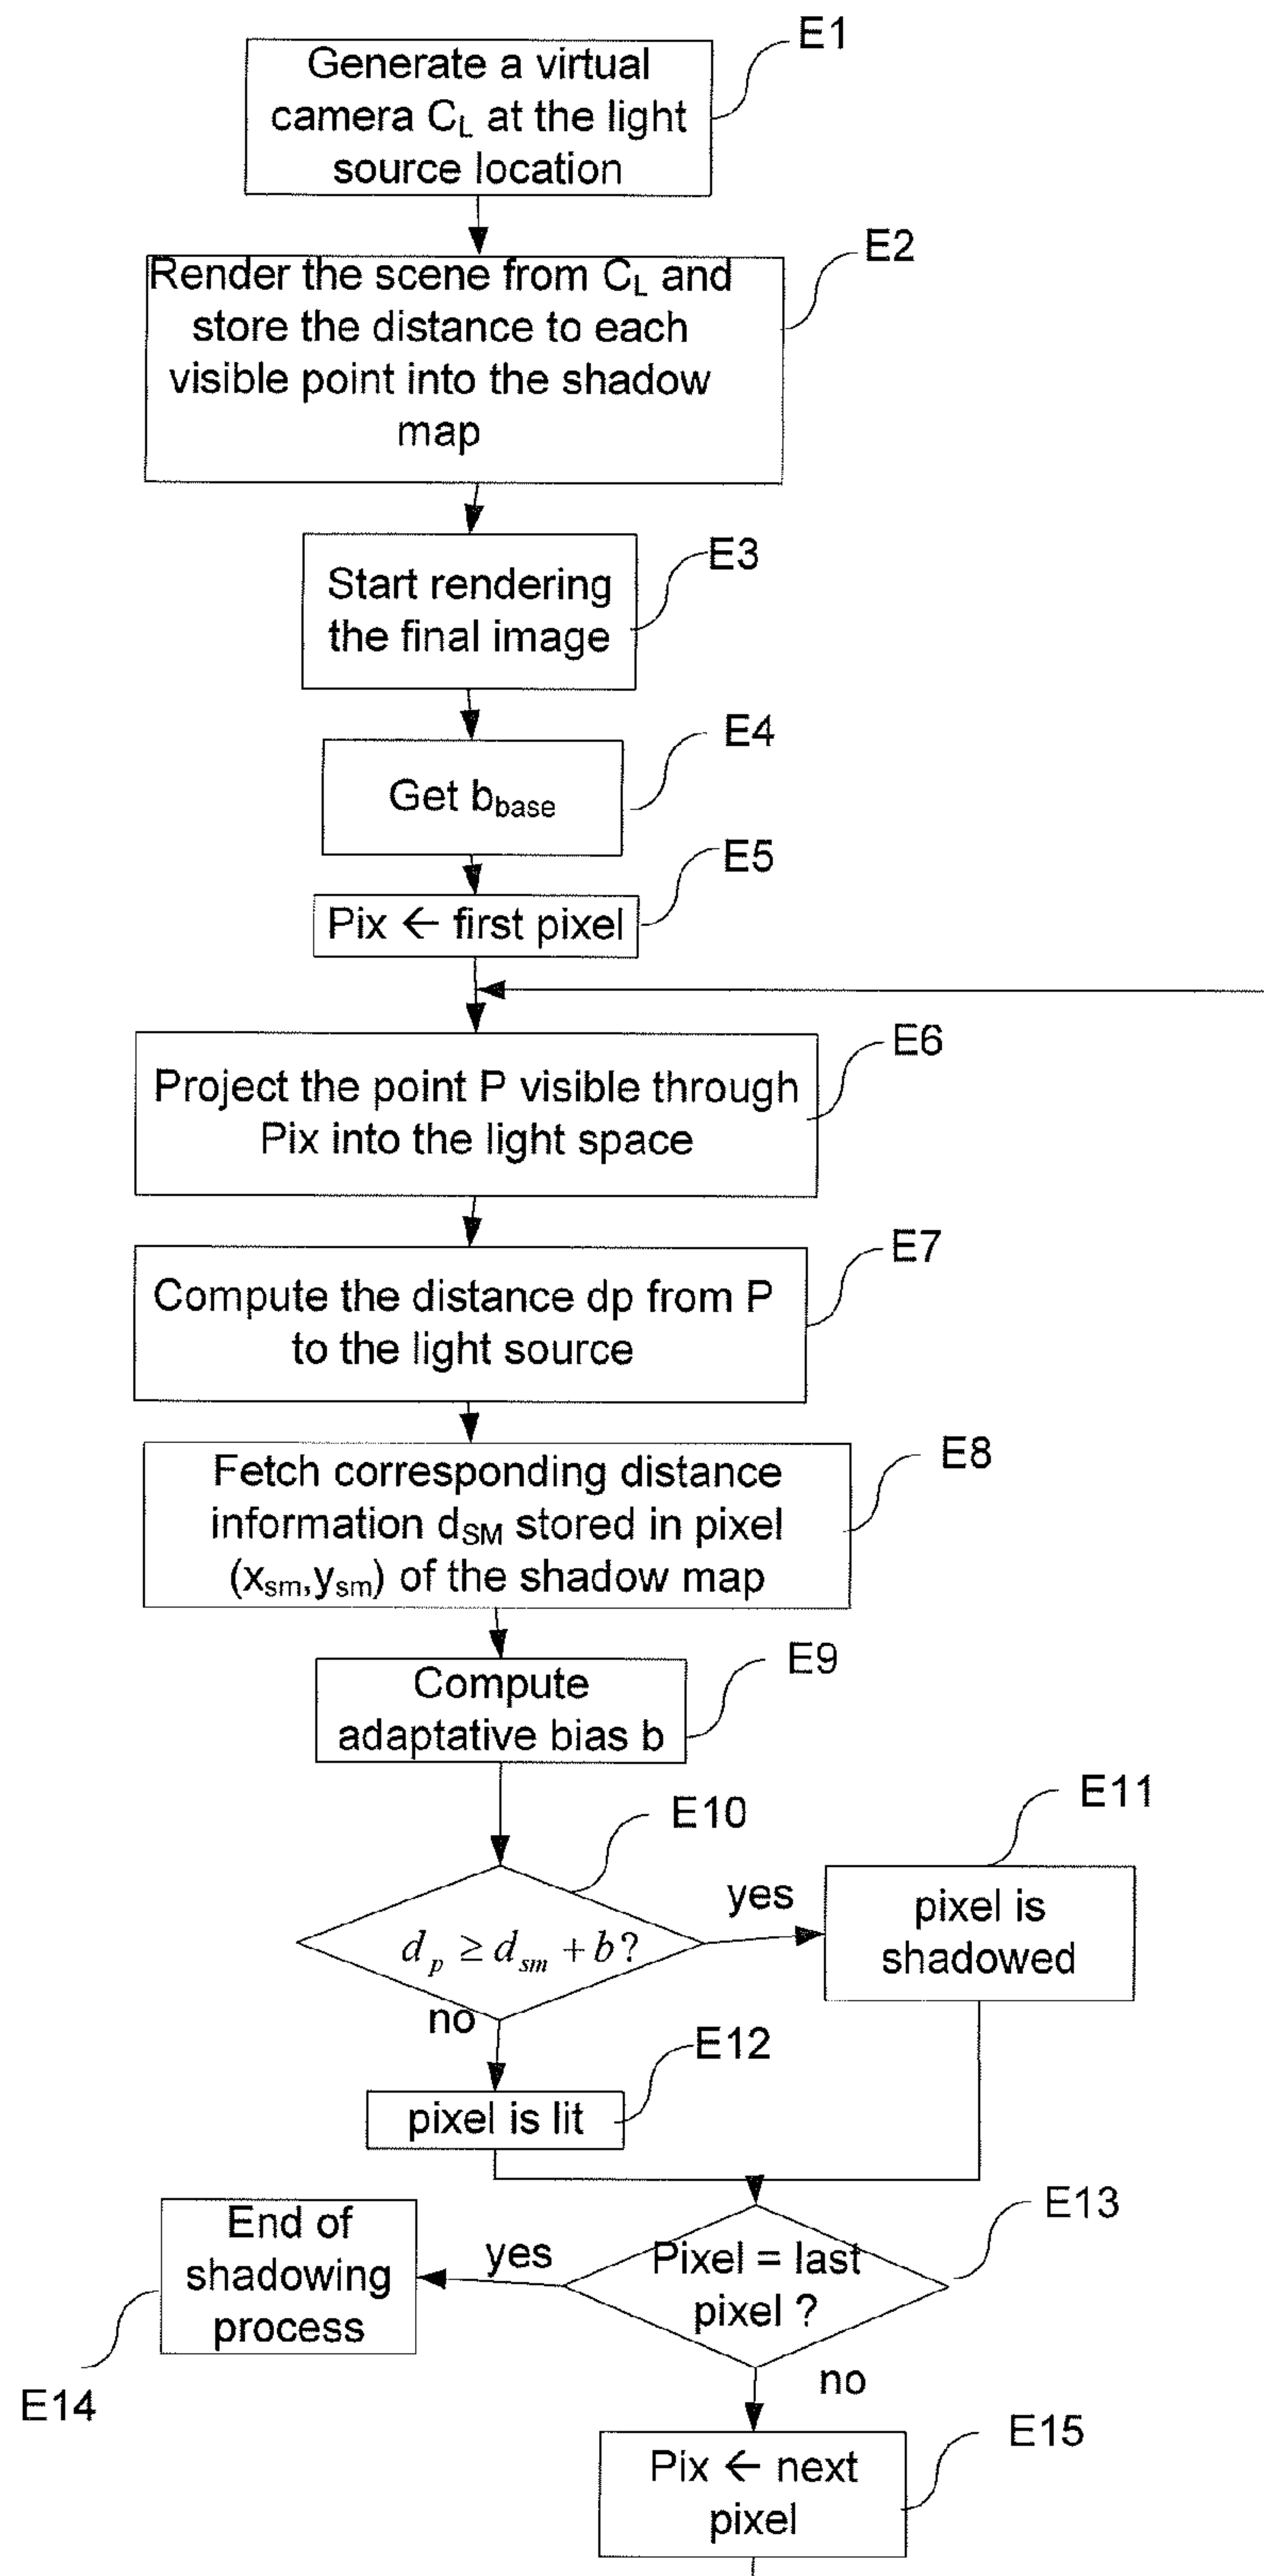 E1
Generate a virtual
camera CL at the light
source location
E2
Render the scene from CL and
store the distance to each
visible point into the shadow
map
E3
Start rendering
the final image
E4
Get bbase
E5
Pix ← first pixel
E6
Project the point P visible through
Pix into the light space
E7
Compute the distance dp from P
to the light source
E8
Fetch corresponding distance
information dSM stored in pixel
(xsm,ysm) of the shadow map
E9
Compute
adaptative bias b
E10
E11
yes
pixel is
shadowed
dp ≥ dsm + b?
no
E12
pixel is lit
E13
End of
shadowing
process
yes
Pixel = last
pixel ?
E14
no
E15
Pix ← next
pixel